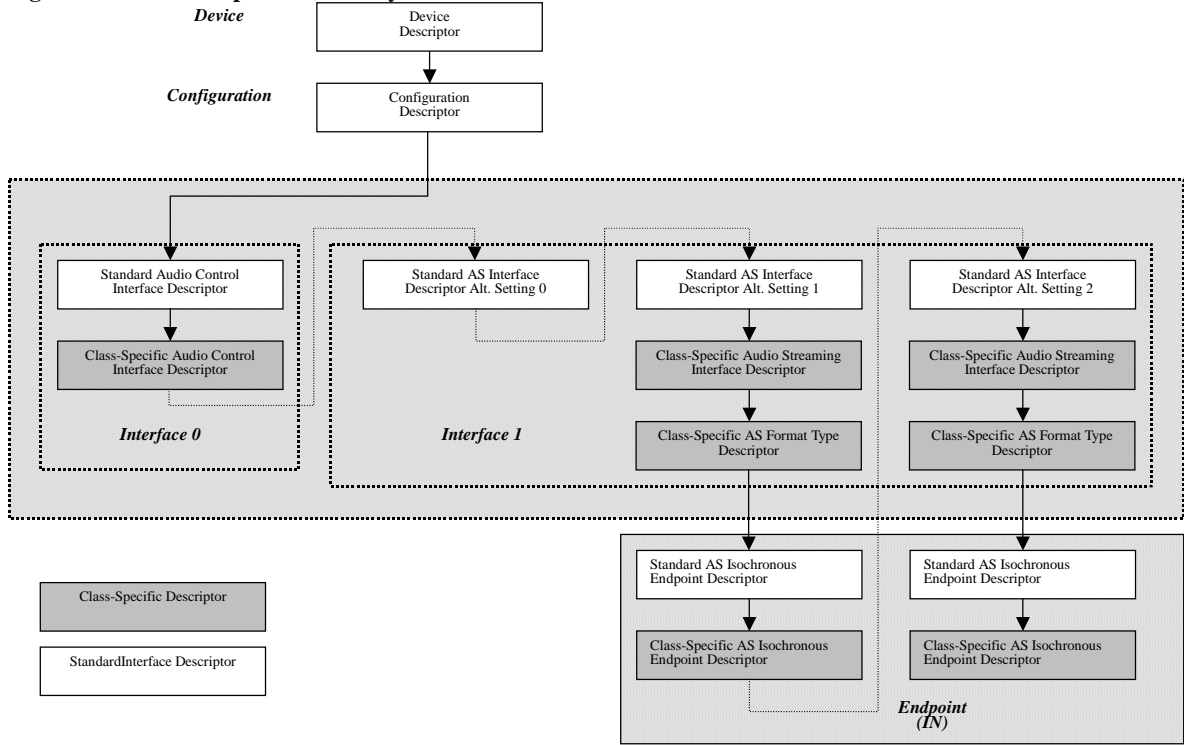 Device
Device
Descriptor
Configuration
Configuration
Descriptor
Standard Audio Control
Interface Descriptor
Standard AS Interface
Descriptor Alt. Setting 0
Standard AS Interface
Descriptor Alt. Setting 1
Standard AS Interface
Descriptor Alt. Setting 2
Class-Specific Audio Control
Interface Descriptor
Class-Specific Audio Streaming
Interface Descriptor
Class-Specific Audio Streaming
Interface Descriptor
Interface 0
Interface 1
Class-Specific AS Format Type
Descriptor
Class-Specific AS Format Type
Descriptor
Standard AS Isochronous
Endpoint Descriptor
Standard AS Isochronous
Endpoint Descriptor
Class-Specific Descriptor
StandardInterface Descriptor
Class-Specific AS Isochronous
Endpoint Descriptor
Class-Specific AS Isochronous
Endpoint Descriptor
Endpoint
(IN)